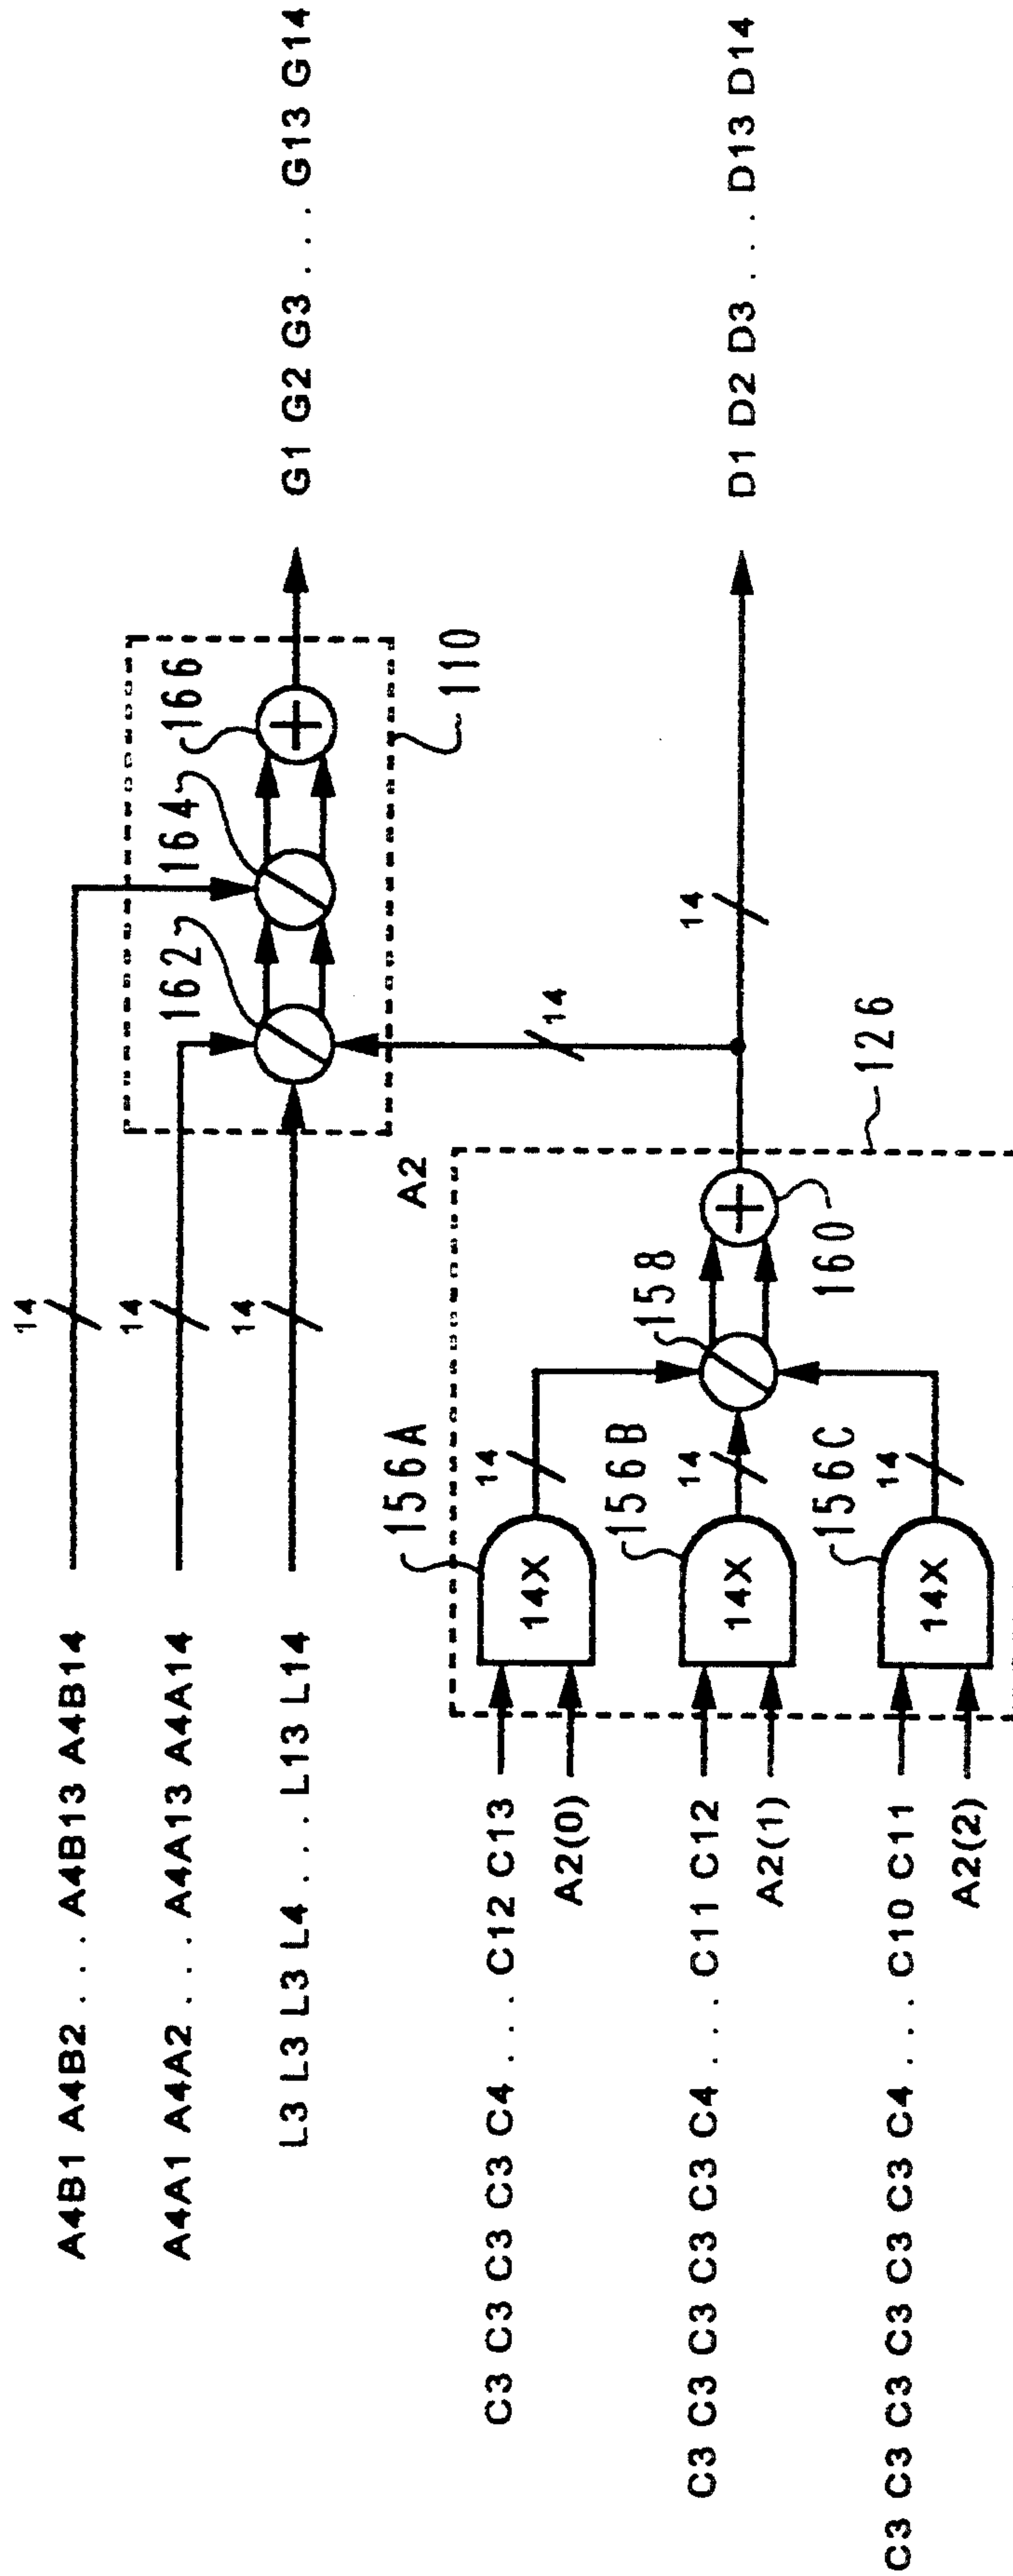 A4B1 A4B2 . . . A4B13 A4B14
14
A4A1 A4A2 . . . A4A13 A4A14
14
L3 L3 L3 L4 . . . L13 L14
14
162
164
166
G1 G2 G3 . . . G13 G14
110
A2
14
C3 C3 C3 C3 C4 . . . C12 C13
A2(0)
14X
156A
14
C3 C3 C3 C3 C3 C4 . . . C11 C12
A2(1)
14X
156B
14
158
160
14
D1 D2 D3 . . . D13 D14
126
C3 C3 C3 C3 C3 C3 C4 . . . C10 C11
A2(2)
14X
156C
14